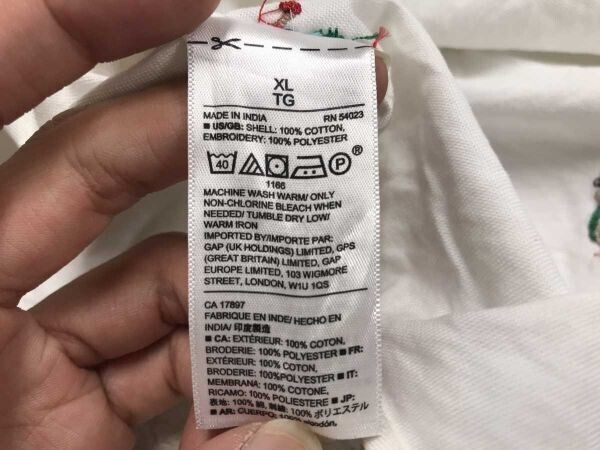 XL
TG
MADE IN INDIA RN 54023
■ US/GB: SHELL: 100% COTTON,
EMBROIDERY: 100% POLYESTER
40 P ®
1166
MACHINE WASH WARM/ ONLY
NON-CHLORINE BLEACH WHEN
NEEDED/ TUMBLE DRY LOW/
WARM IRON
IMPORTED BY/IMPORTE PAR:
GAP (UK HOLDINGS) LIMITED, GPS
(GREAT BRITAIN) LIMITED, GAP
EUROPE LIMITED, 103 WIGMORE
STREET, LONDON, W1U 1QS
CA 17897
FABRIQUE EN INDE/ HECHO EN
INDIA/ 印度製造
■ CA: EXTÉRIEUR: 100% COTON,
BRODERIE: 100% POLYESTER ■ FR:
EXTÉRIEUR: 100% COTON,
BRODERIE: 100%POLYESTER ■ IT:
MEMBRANA: 100% COTONE,
RICAMO: 100% POLIESTERE ■ JP:
表地: 100% 綿, 刺繍: 100% ポリエステル
■ AR: CUERPO: 100% algodón,